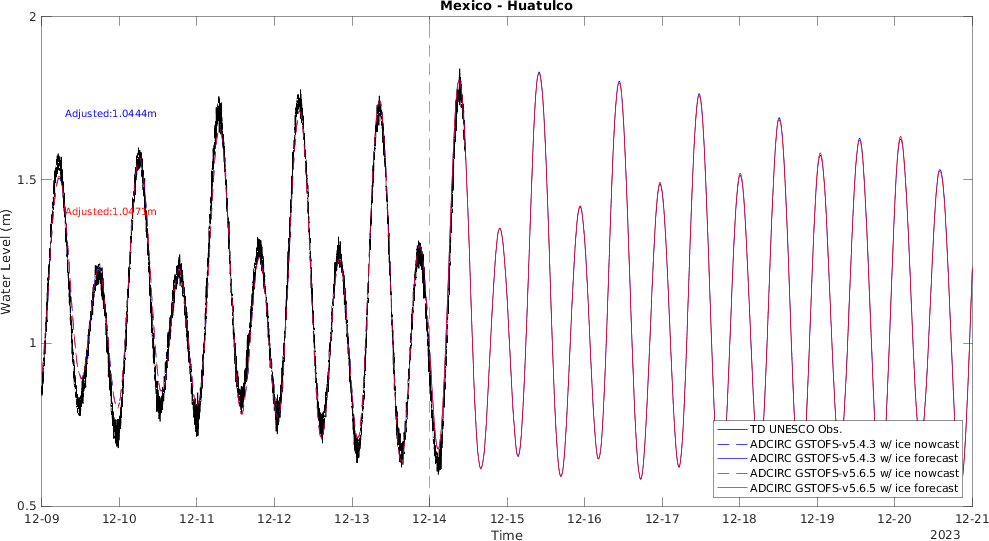 Mexico - Huatulco
2
1.5
1
0.5
Water Level (m)
Adjusted:1.0444m
Adjusted:1.0471m
TD UNESCO Obs.
ADCIRC GSTOFS-v5.4.3 w/ ice nowcast
ADCIRC GSTOFS-v5.4.3 w/ ice forecast
ADCIRC GSTOFS-v5.6.5 w/ ice nowcast
ADCIRC GSTOFS-v5.6.5 w/ ice forecast
12-09 12-10 12-11 12-12 12-13 12-14 12-15 12-16 12-17 12-18 12-19 12-20 12-21
Time
2023